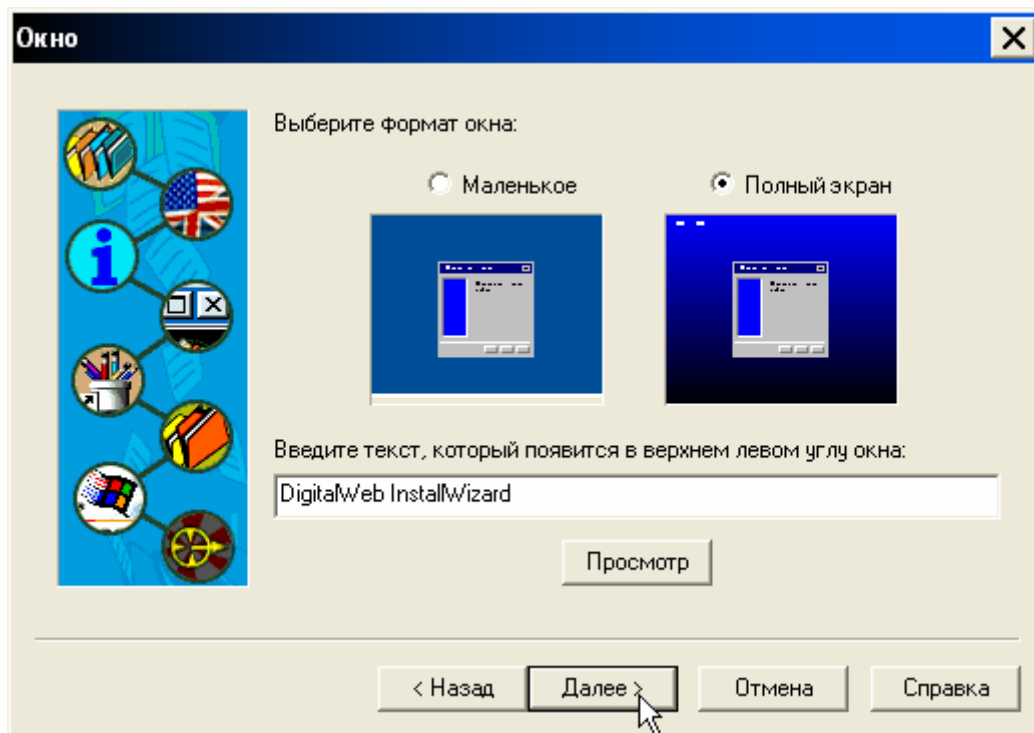 Окно
Выберите формат окна:
Маленькое
Полный экран
Введите текст, который появится в верхнем левом углу окна:
DigitalWeb InstallWizard
Просмотр
< Назад
Далее >
Отмена
Справка